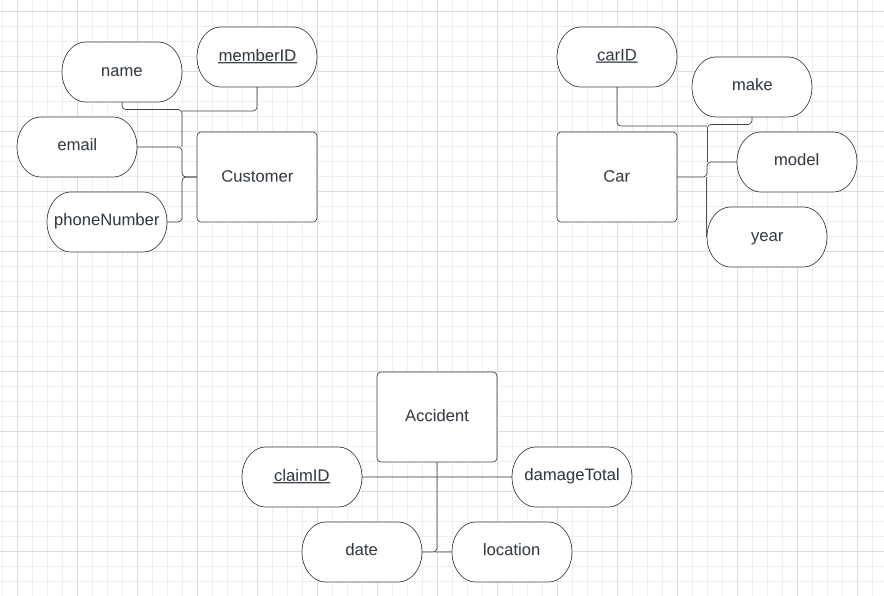 memberID
name
email
Customer
phoneNumber
carID
make
model
Car
year
Accident
claimID
damageTotal
date
location